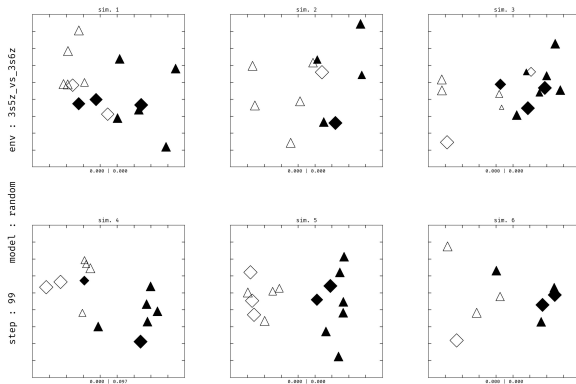 sim. 1
sim. 2
sim. 3
0.000 | 0.000
0.000 | 0.000
0.000 | 0.000
sim. 4
sim. 5
sim. 6
0.000 | 0.097
0.000 | 0.000
0.000 | 0.000
step : 99 model : random env : 3s5z_vs_3s6z